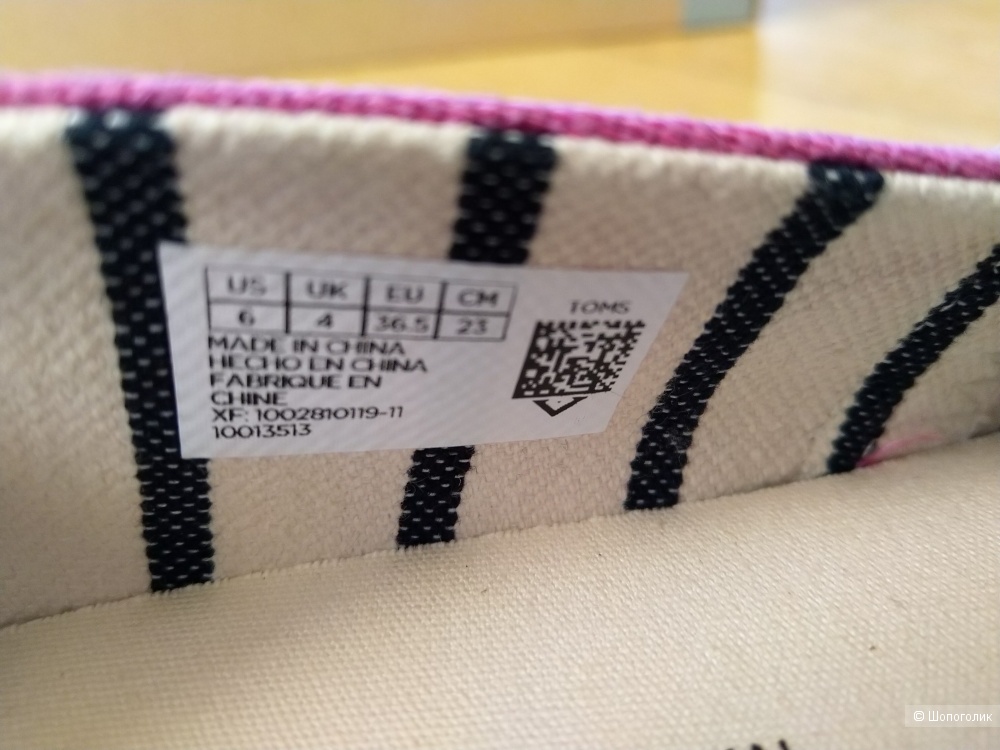 US UK EU CM
6 4 36.5 23
TOMS
MADE IN CHINA
HECHO EN CHINA
FABRIQUE EN
CHINE
XF: 1002810119-11
10013513
© Шопоголик